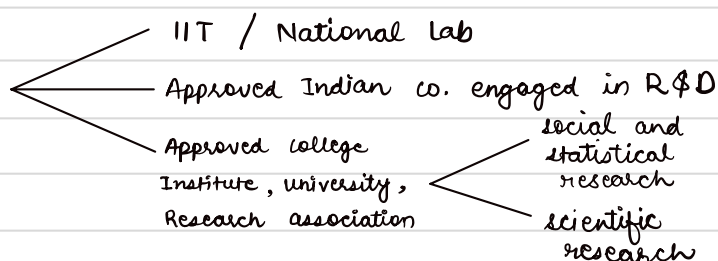 IIT / National Lab
Approved Indian co. engaged in R&D
social and
statistical
research
Approved college
Institute, university,
Research association
scientific
research